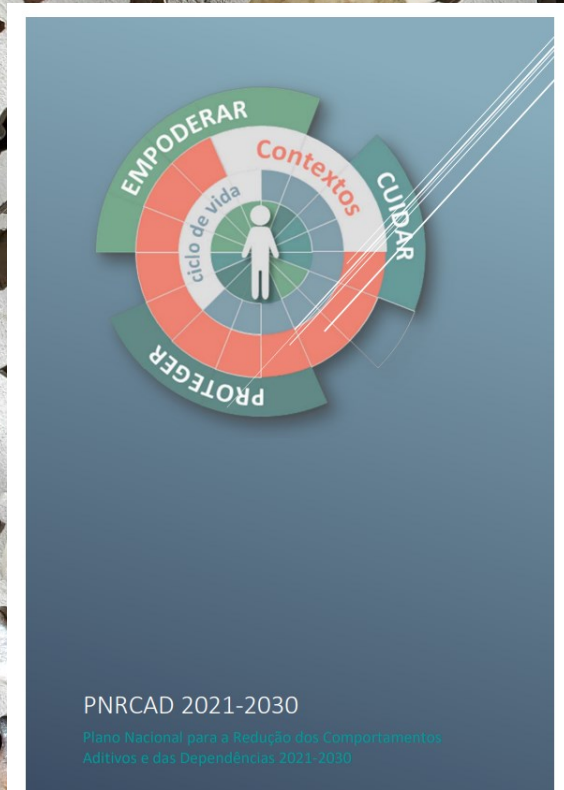 EMPODERAR
Contextos
CUIDAR
ciclo de vida
PROTEGER
PNRCAD 2021-2030
Plano Nacional para a Redução dos Comportamentos
Aditivos e das Dependências 2021-2030